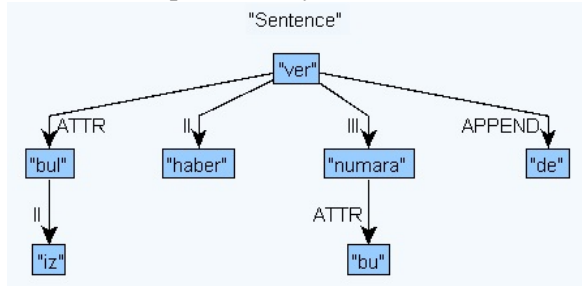 "Sentence"
"ver"
ATTR II III APPEND
"bul" "haber" "numara" "de"
II ATTR
"iz" "bu"